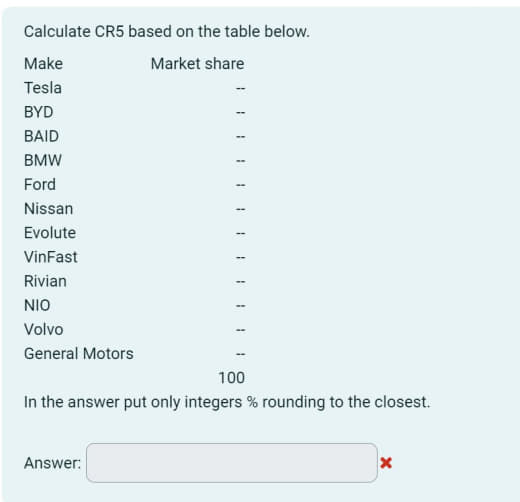 Calculate CR5 based on the table below.
Make Market share
Tesla --
BYD --
BAID --
BMW --
Ford --
Nissan --
Evolute --
VinFast --
Rivian --
NIO --
Volvo --
General Motors --
100
In the answer put only integers % rounding to the closest.
Answer: